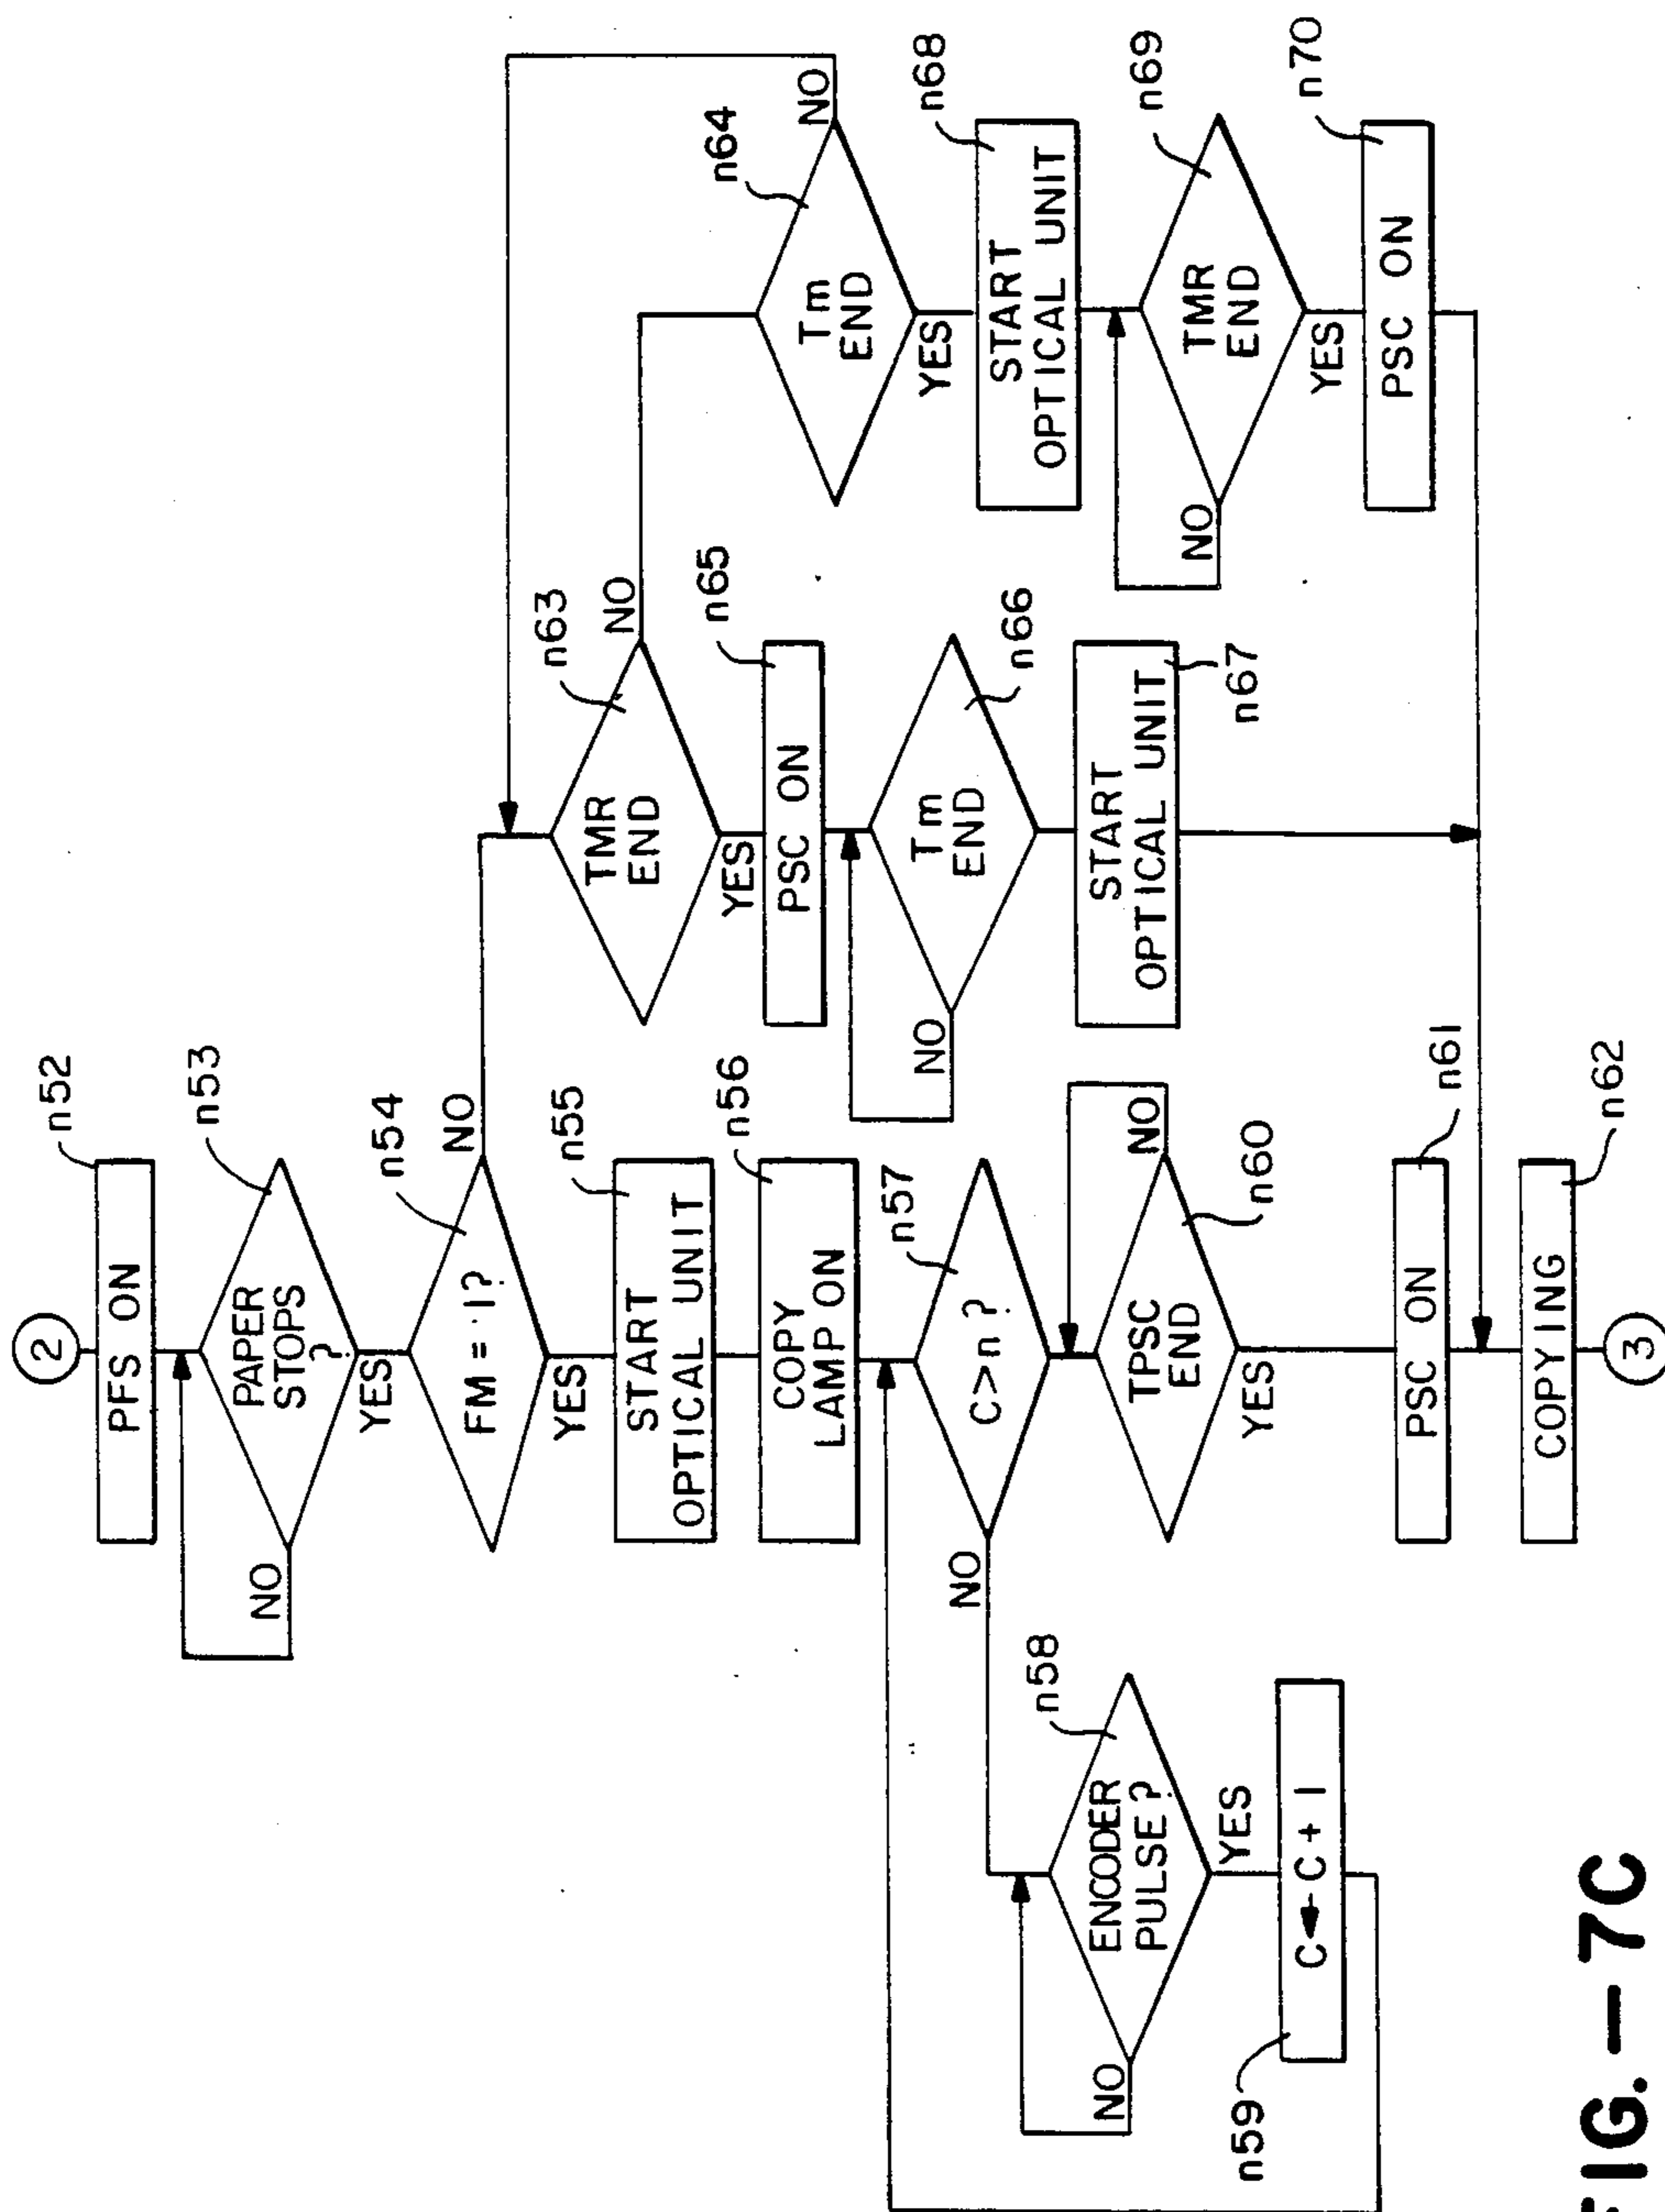 2
PFS ON
n52
PAPER
STOPS
?
n53
NO
YES
FM = 1?
n54
NO
YES
START
OPTICAL UNIT
n55
COPY
LAMP ON
n56
C>n?
n57
NO
ENCODER
PULSE?
n58
NO
YES
C←C+1
n59
TPSC
END
n60
NO
YES
PSC ON
n61
COPYING
n62
3
TMR
END
n63
NO
YES
PSC ON
n65
Tm
END
n66
NO
START
OPTICAL UNIT
n67
Tm
END
n64
NO
YES
START
OPTICAL UNIT
n68
TMR
END
n69
NO
YES
PSC ON
n70
FIG.—7C